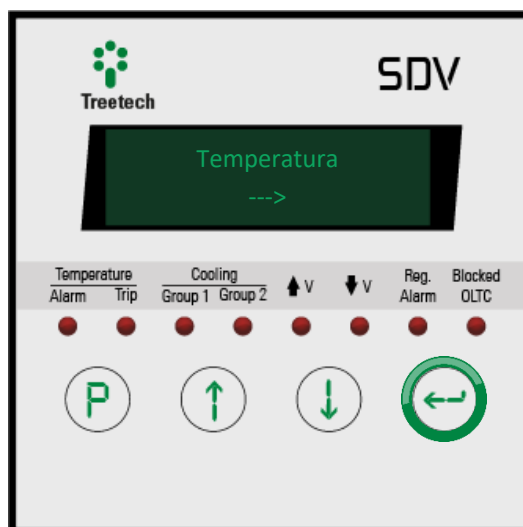 Treetech
SDV
Temperatura
--->
Temperature
Alarm Trip
Cooling
Group 1 Group 2
V
V
Reg.
Alarm
Blocked
OLTC
P